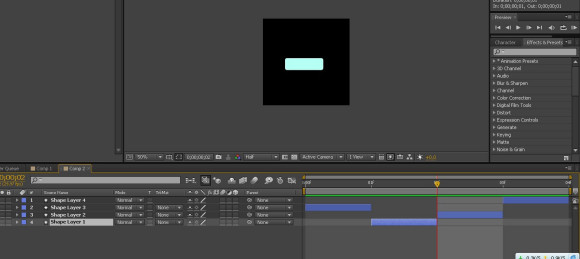 In: 0;00;00;01, Out: 0;00;00;01
Preview
Character
Effects & Presets
* Animation Presets
3D Channel
Audio
Blur & Sharpen
Channel
Color Correction
Digital Film Tools
Distort
Expression Controls
Generate
Keying
Matte
Noise & Grain
50%
0;00;00;02
Half
Active Camera
1 View
+0.0
Queue
Comp 1
Comp 2
0;00;02
# Source Name Mode T TrkMat Parent
1 Shape Layer 4 Normal None
2 Shape Layer 3 Normal None None
3 Shape Layer 2 Normal None None
4 Shape Layer 1 Normal None None